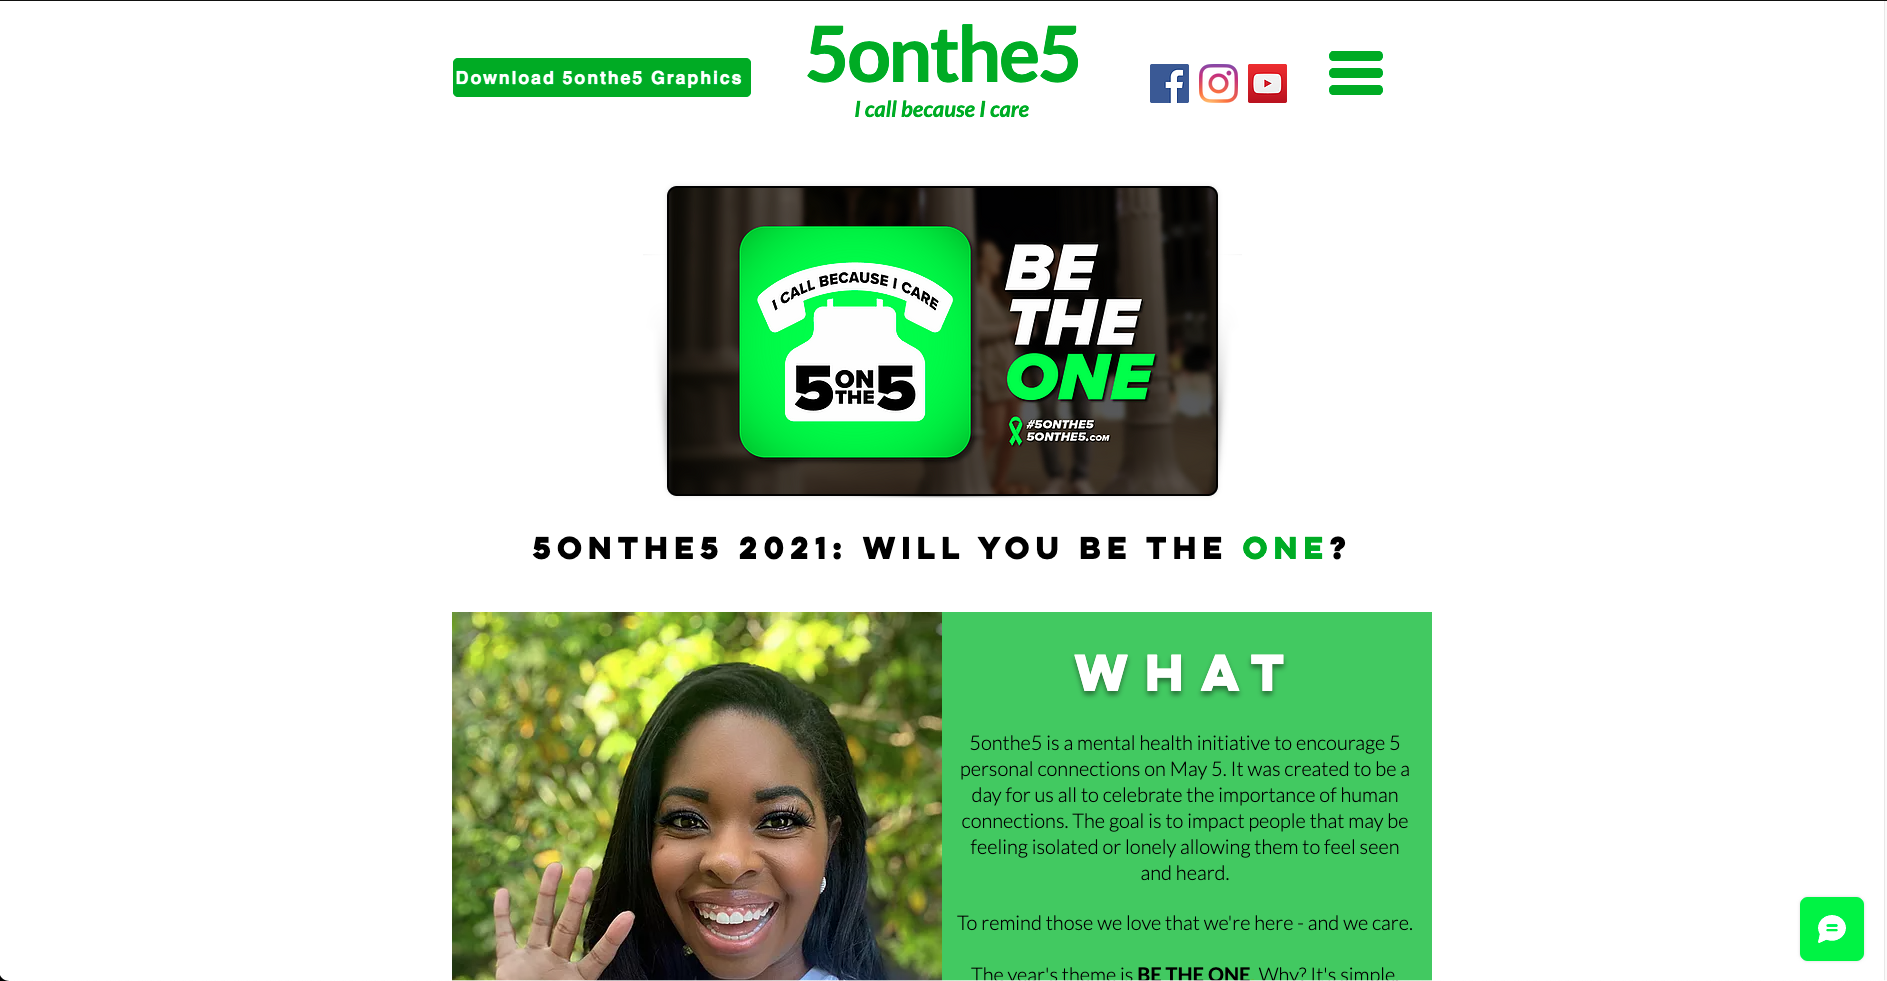 Download 5onthe5 Graphics
5onthe5
I call because I care
I CALL BECAUSE I CARE
5 ON THE 5
BE
THE
ONE
#5ONTHE5
5ONTHE5.COM
5ONTHE5 2021: WILL YOU BE THE ONE?
WHAT
5onthe5 is a mental health initiative to encourage 5
personal connections on May 5. It was created to be a
day for us all to celebrate the importance of human
connections. The goal is to impact people that may be
feeling isolated or lonely allowing them to feel seen
and heard.
To remind those we love that we're here - and we care.
The year's theme is BE THE ONE. Why? It's simple.